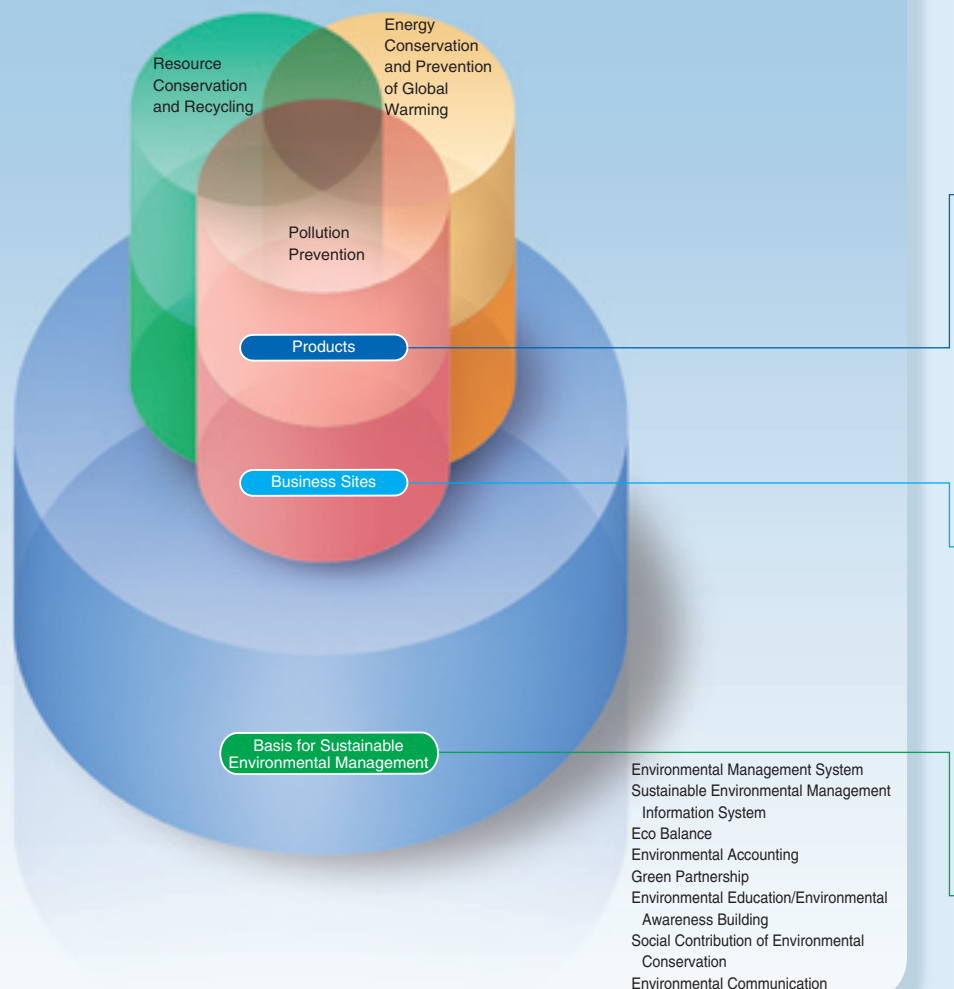 Resource
Conservation
and Recycling
Energy
Conservation
and Prevention
of Global
Warming
Pollution
Prevention
Products
Business Sites
Basis for Sustainable
Environmental Management
Environmental Management System
Sustainable Environmental Management
Information System
Eco Balance
Environmental Accounting
Green Partnership
Environmental Education/Environmental
Awareness Building
Social Contribution of Environmental
Conservation
Environmental Communication